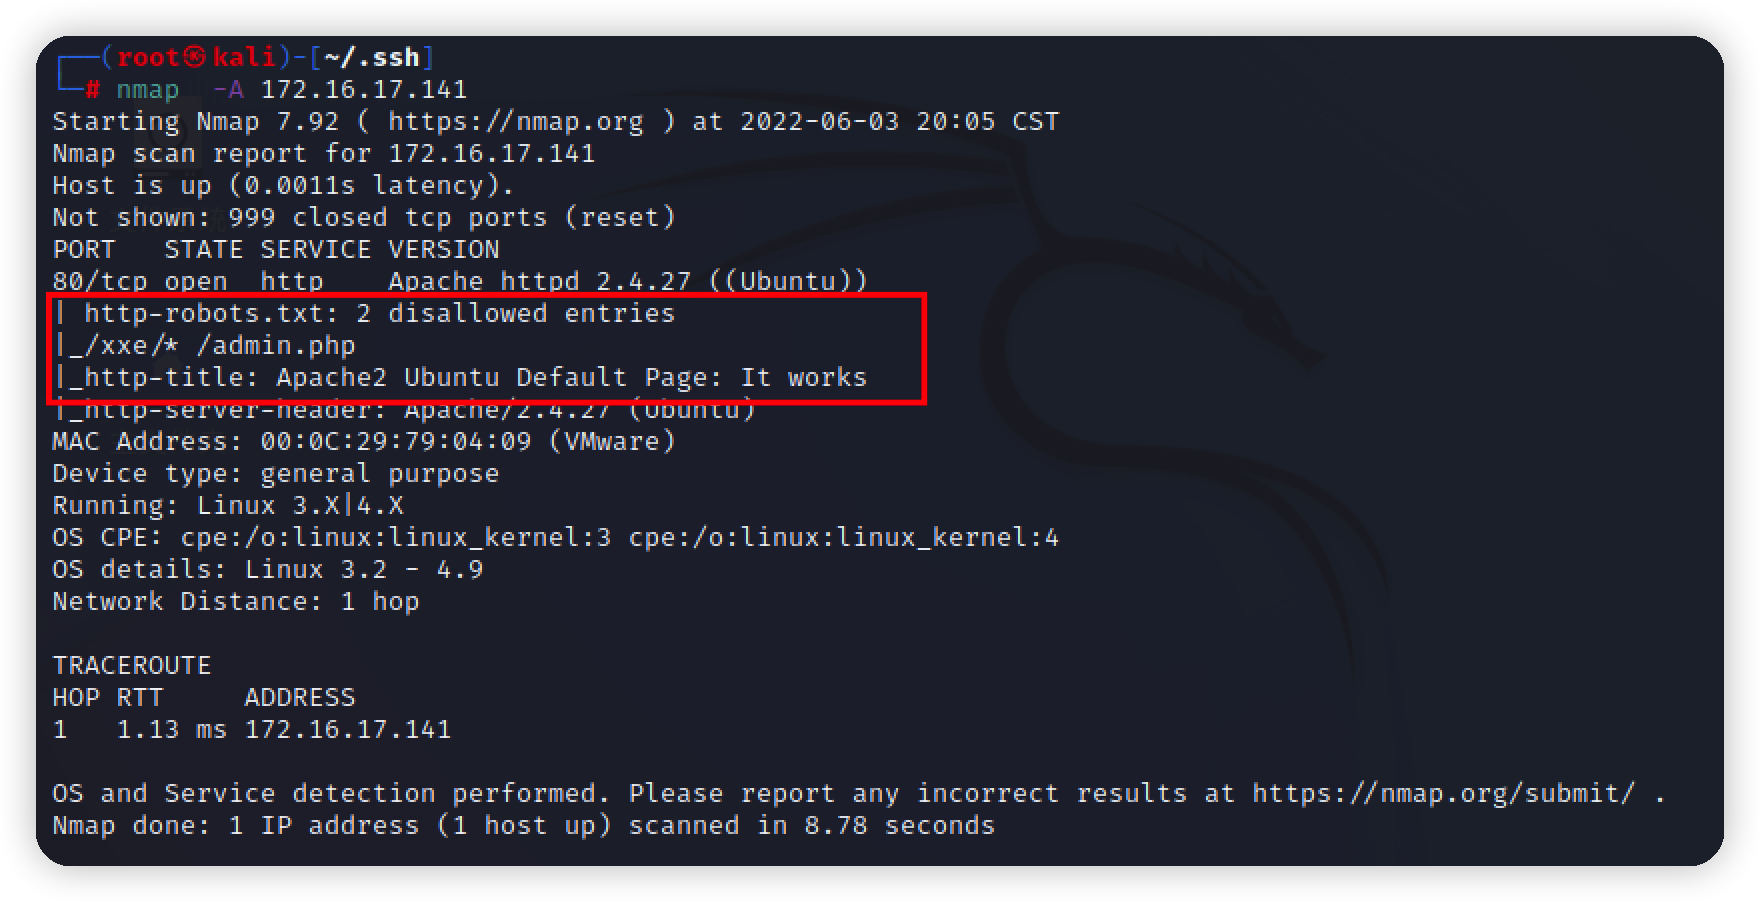 ┌──(root㉿kali)-[~/.ssh]
└─# nmap  -A 172.16.17.141
Starting Nmap 7.92 ( https://nmap.org ) at 2022-06-03 20:05 CST
Nmap scan report for 172.16.17.141
Host is up (0.0011s latency).
Not shown: 999 closed tcp ports (reset)
PORT   STATE SERVICE VERSION
80/tcp open  http    Apache httpd 2.4.27 ((Ubuntu))
| http-robots.txt: 2 disallowed entries
|_/xxe/* /admin.php
|_http-title: Apache2 Ubuntu Default Page: It works
|_http-server-header: Apache/2.4.27 (Ubuntu)
MAC Address: 00:0C:29:79:04:09 (VMware)
Device type: general purpose
Running: Linux 3.X|4.X
OS CPE: cpe:/o:linux:linux_kernel:3 cpe:/o:linux:linux_kernel:4
OS details: Linux 3.2 - 4.9
Network Distance: 1 hop

TRACEROUTE
HOP RTT     ADDRESS
1   1.13 ms 172.16.17.141

OS and Service detection performed. Please report any incorrect results at https://nmap.org/submit/ .
Nmap done: 1 IP address (1 host up) scanned in 8.78 seconds